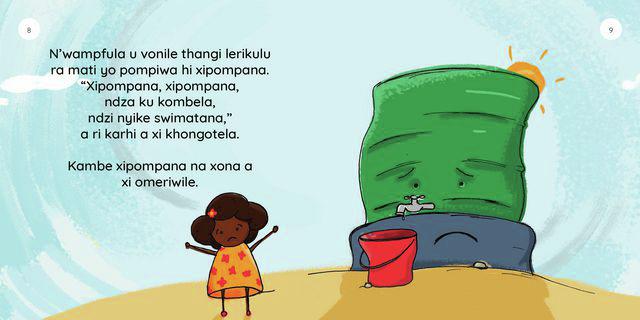 8
N'wampfula u vonile thangi lerikulu
ra mati yo pompiwa hi xipompana.
“Xipompana, xipompana,
ndza ku kombela,
ndzi nyike swimatana,”
a ri karhi a xi khongotela.
Kambe xipompana na xona a
xi omeriwile.
9